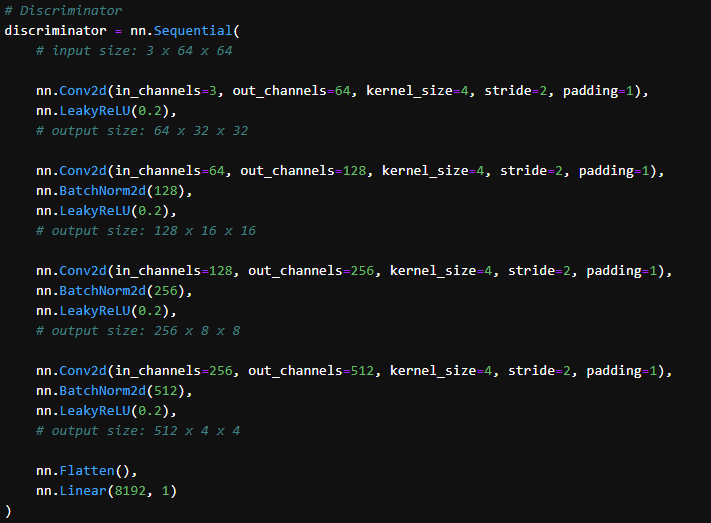 # Discriminator
discriminator = nn.Sequential(
    # input size: 3 x 64 x 64

    nn.Conv2d(in_channels=3, out_channels=64, kernel_size=4, stride=2, padding=1),
    nn.LeakyReLU(0.2),
    # output size: 64 x 32 x 32

    nn.Conv2d(in_channels=64, out_channels=128, kernel_size=4, stride=2, padding=1),
    nn.BatchNorm2d(128),
    nn.LeakyReLU(0.2),
    # output size: 128 x 16 x 16

    nn.Conv2d(in_channels=128, out_channels=256, kernel_size=4, stride=2, padding=1),
    nn.BatchNorm2d(256),
    nn.LeakyReLU(0.2),
    # output size: 256 x 8 x 8

    nn.Conv2d(in_channels=256, out_channels=512, kernel_size=4, stride=2, padding=1),
    nn.BatchNorm2d(512),
    nn.LeakyReLU(0.2),
    # output size: 512 x 4 x 4

    nn.Flatten(),
    nn.Linear(8192, 1)
)